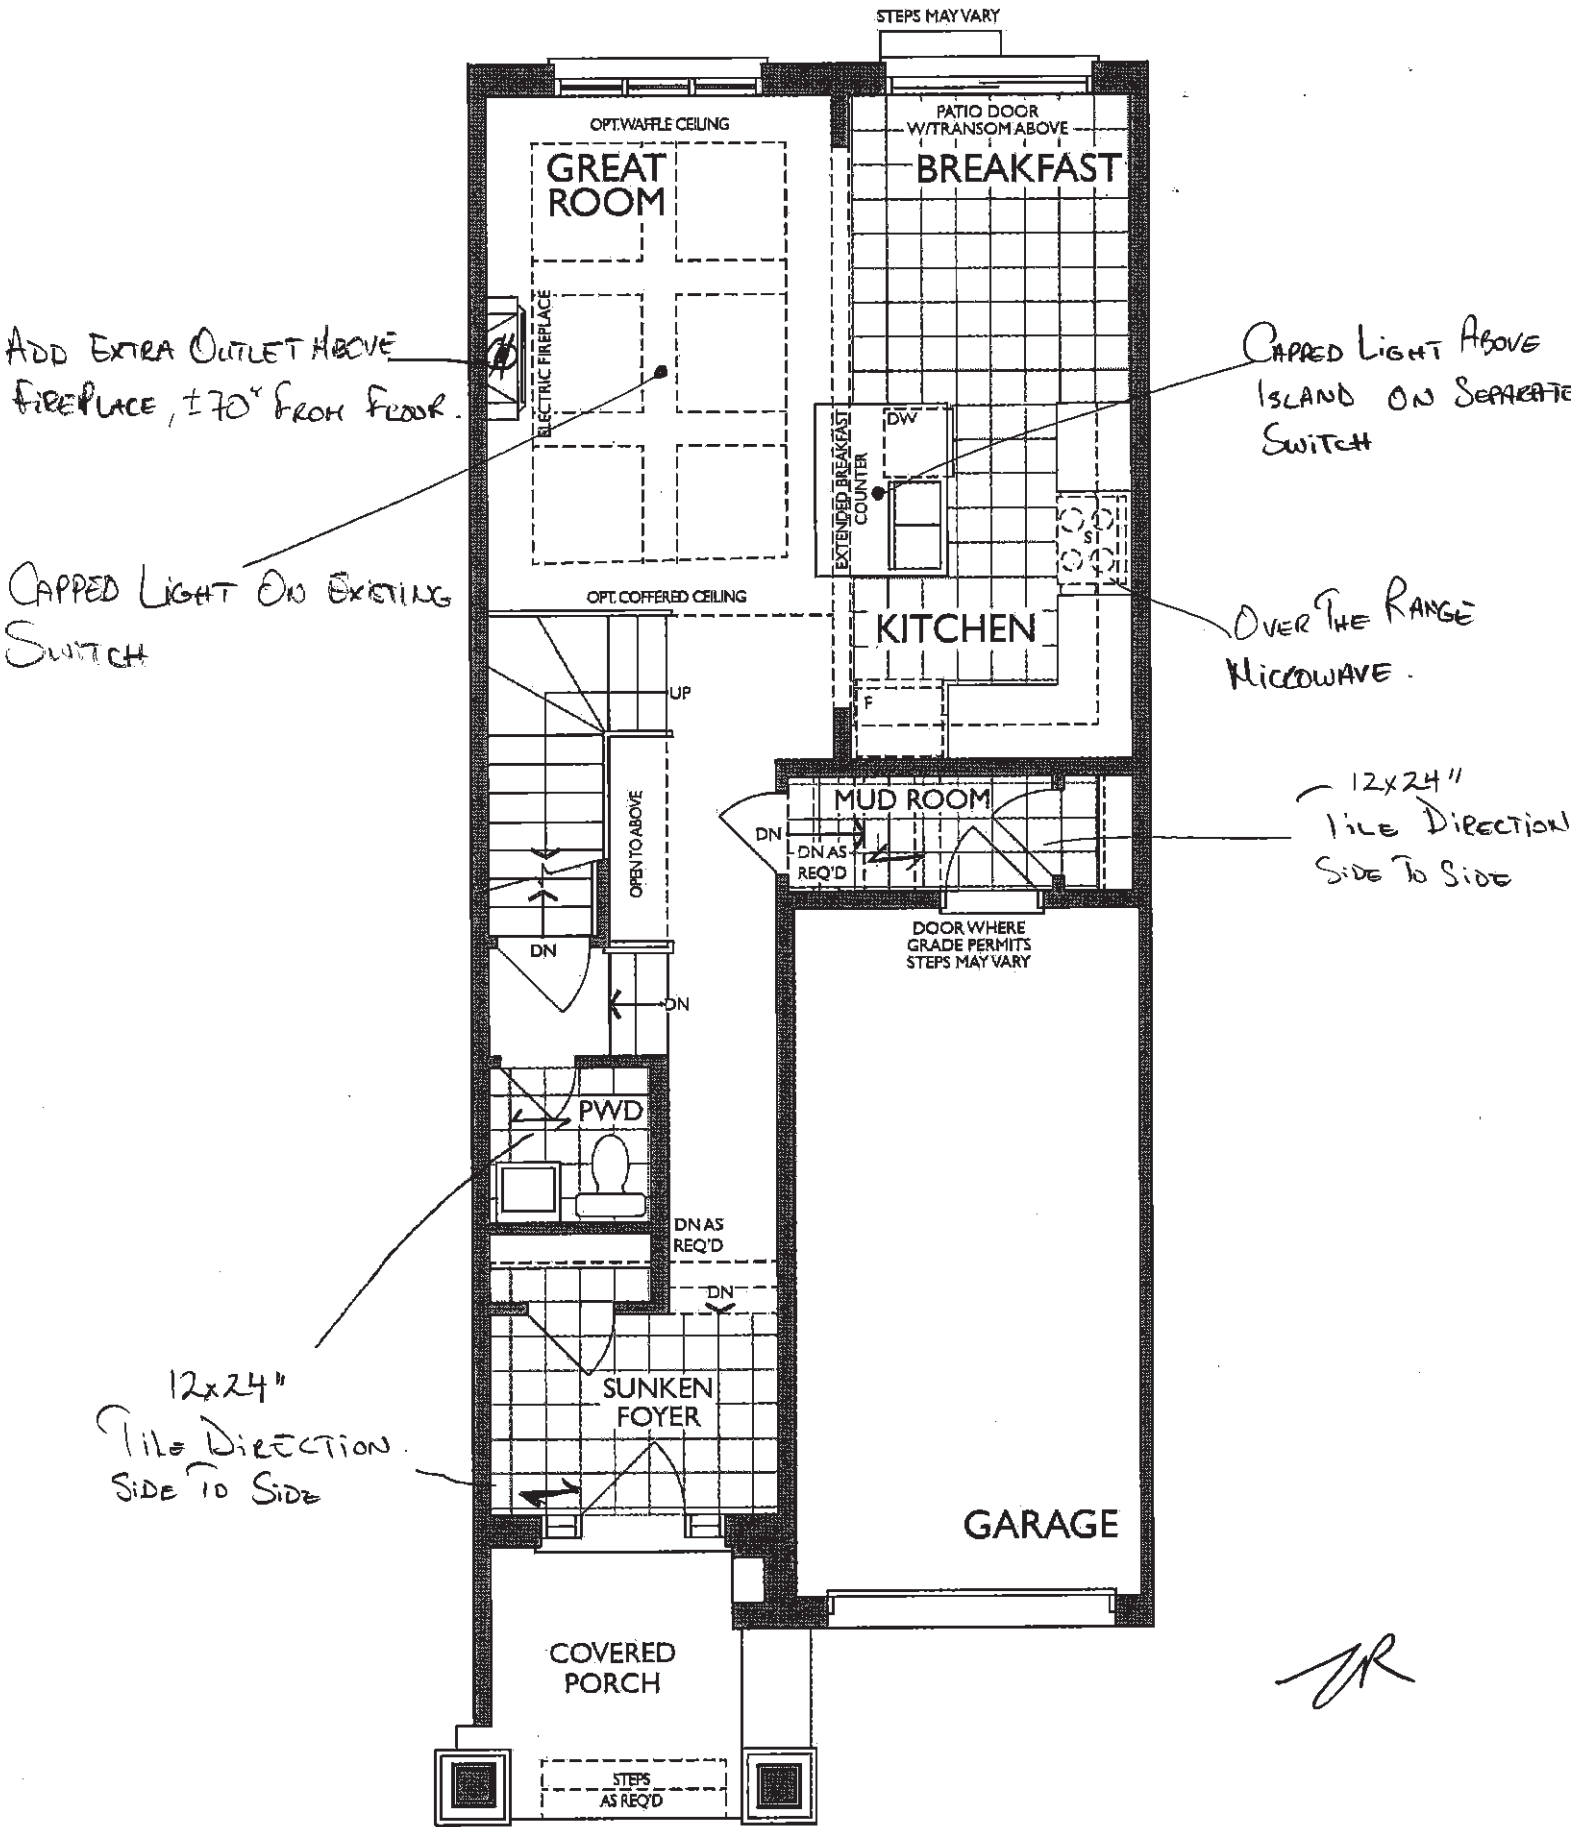 STEPS MAY VARY
PATIO DOOR
W/TRANSOM ABOVE
BREAKFAST
OPT. WAFFLE CEILING
GREAT
ROOM
ELECTRIC FIREPLACE
ADD EXTRA OUTLET ABOVE
FIREPLACE, ±70" FROM FLOOR.
CAPPED LIGHT ABOVE
ISLAND ON SEPARATE
SWITCH
DW
EXTENDED BREAKFAST
COUNTER
S
CAPPED LIGHT ON EXISTING
SWITCH
OPT. COFFERED CEILING
KITCHEN
OVER THE RANGE
MICROWAVE.
F
UP
OPEN TO ABOVE
MUD ROOM
DN
DN AS
REQ'D
12x24"
TILE DIRECTION
SIDE TO SIDE
DOOR WHERE
GRADE PERMITS
STEPS MAY VARY
DN
DN
PWD
DN AS
REQ'D
DN
12x24"
TILE DIRECTION
SIDE TO SIDE
SUNKEN
FOYER
GARAGE
COVERED
PORCH
STEPS
AS REQ'D